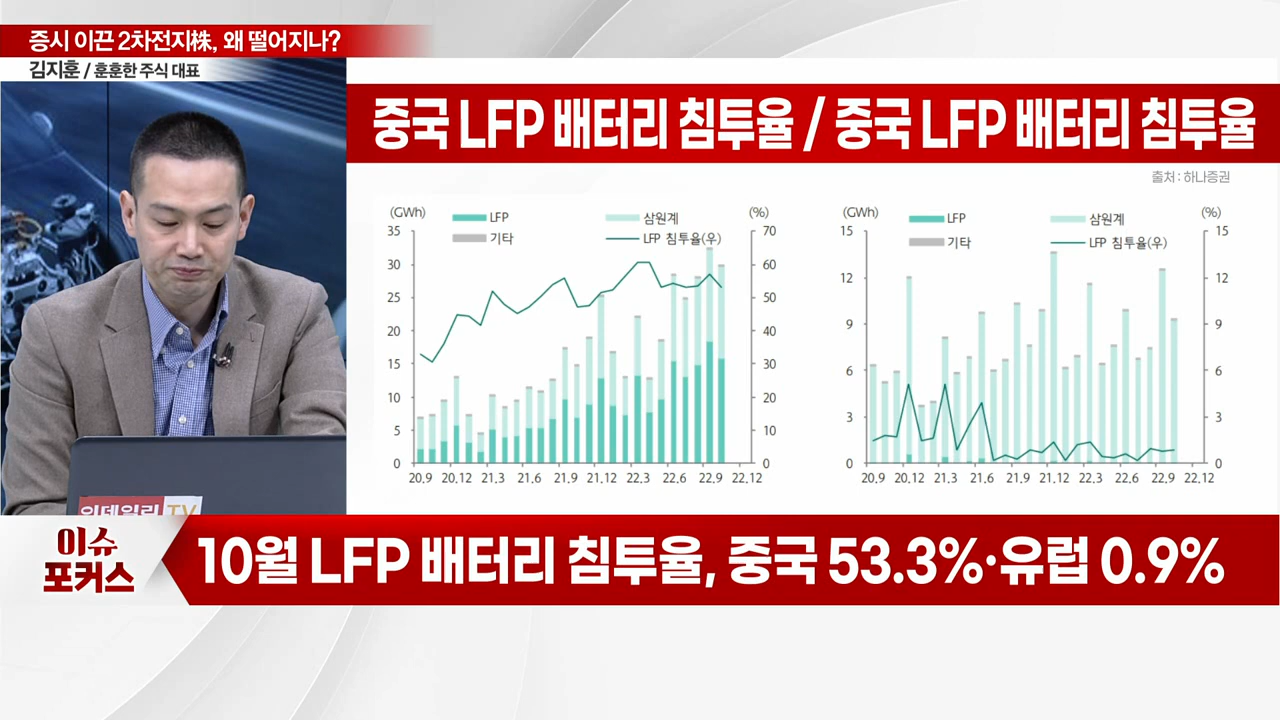 증시 이끈 2차전지株, 왜 떨어지나?
김지훈 / 훈훈한 주식 대표
중국 LFP 배터리 침투율 / 중국 LFP 배터리 침투율
출처 : 하나증권
(GWh) LFP 삼원계 (%)
기타 LFP 침투율(우)
35 70
30 60
25 50
20 40
15 30
10 20
5 10
0 0
20.9 20.12 21.3 21.6 21.9 21.12 22.3 22.6 22.9 22.12
(GWh) LFP 삼원계 (%)
기타 LFP 침투율(우)
15 15
12 12
9 9
6 6
3 3
0 0
20.9 20.12 21.3 21.6 21.9 21.12 22.3 22.6 22.9 22.12
이데일리 TV
이슈
포커스
10월 LFP 배터리 침투율, 중국 53.3%·유럽 0.9%